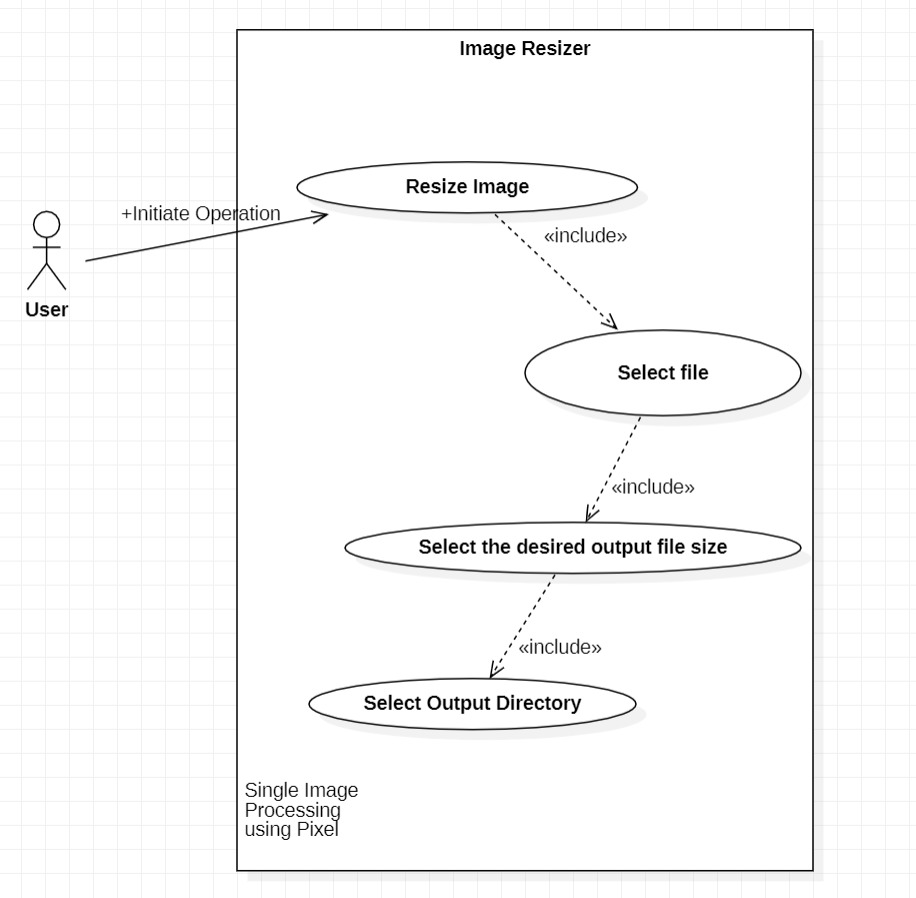 Image Resizer
Resize Image
+Initiate Operation
«include»
User
Select file
«include»
Select the desired output file size
«include»
Select Output Directory
Single Image
Processing
using Pixel